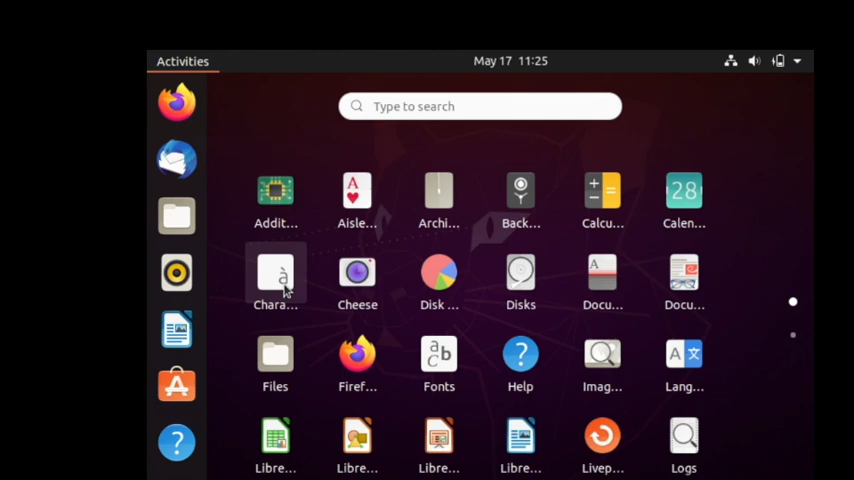 Activities May 17 11:25
Type to search
Addit... Aisle... Archi... Back... Calcu... Calen...
Chara... Cheese Disk ... Disks Docu... Docu...
Files Firef... Fonts Help Imag... Lang...
Libre... Libre... Libre... Libre... Livep... Logs